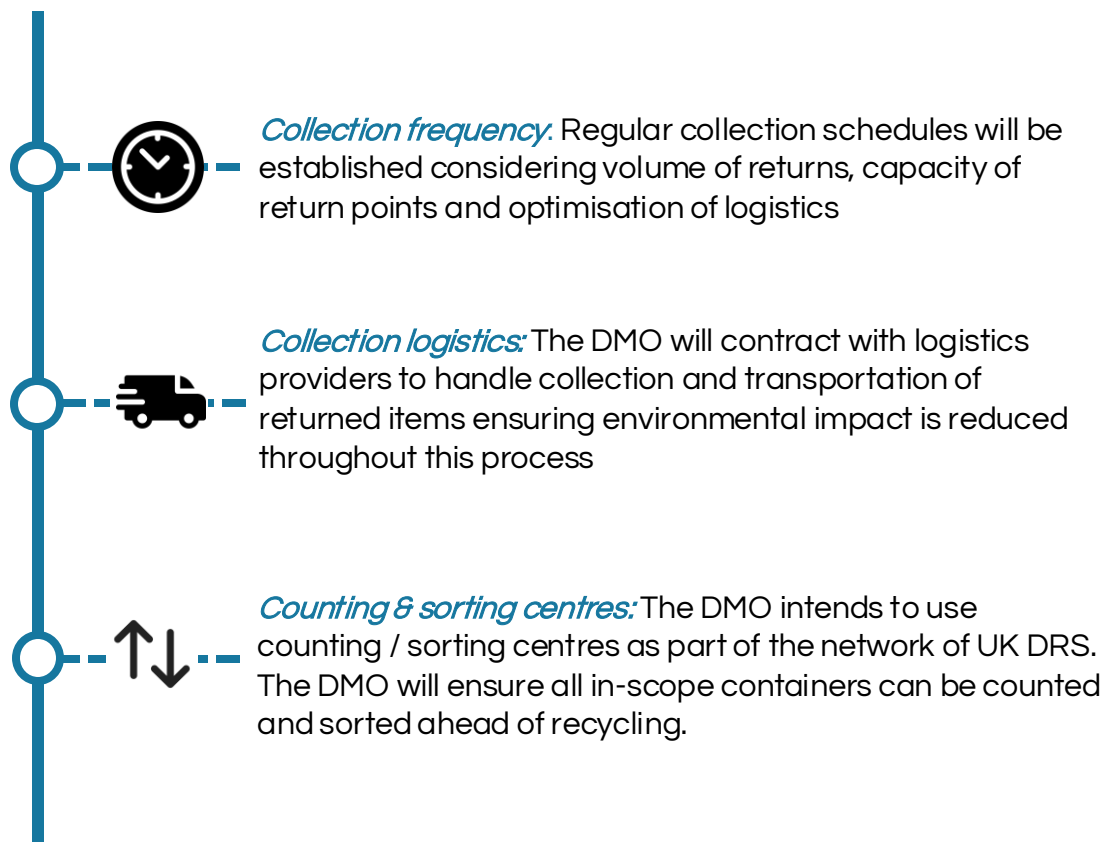 Collection frequency: Regular collection schedules will be
established considering volume of returns, capacity of
return points and optimisation of logistics
Collection logistics: The DMO will contract with logistics
providers to handle collection and transportation of
returned items ensuring environmental impact is reduced
throughout this process
Counting & sorting centres: The DMO intends to use
counting / sorting centres as part of the network of UK DRS.
The DMO will ensure all in-scope containers can be counted
and sorted ahead of recycling.